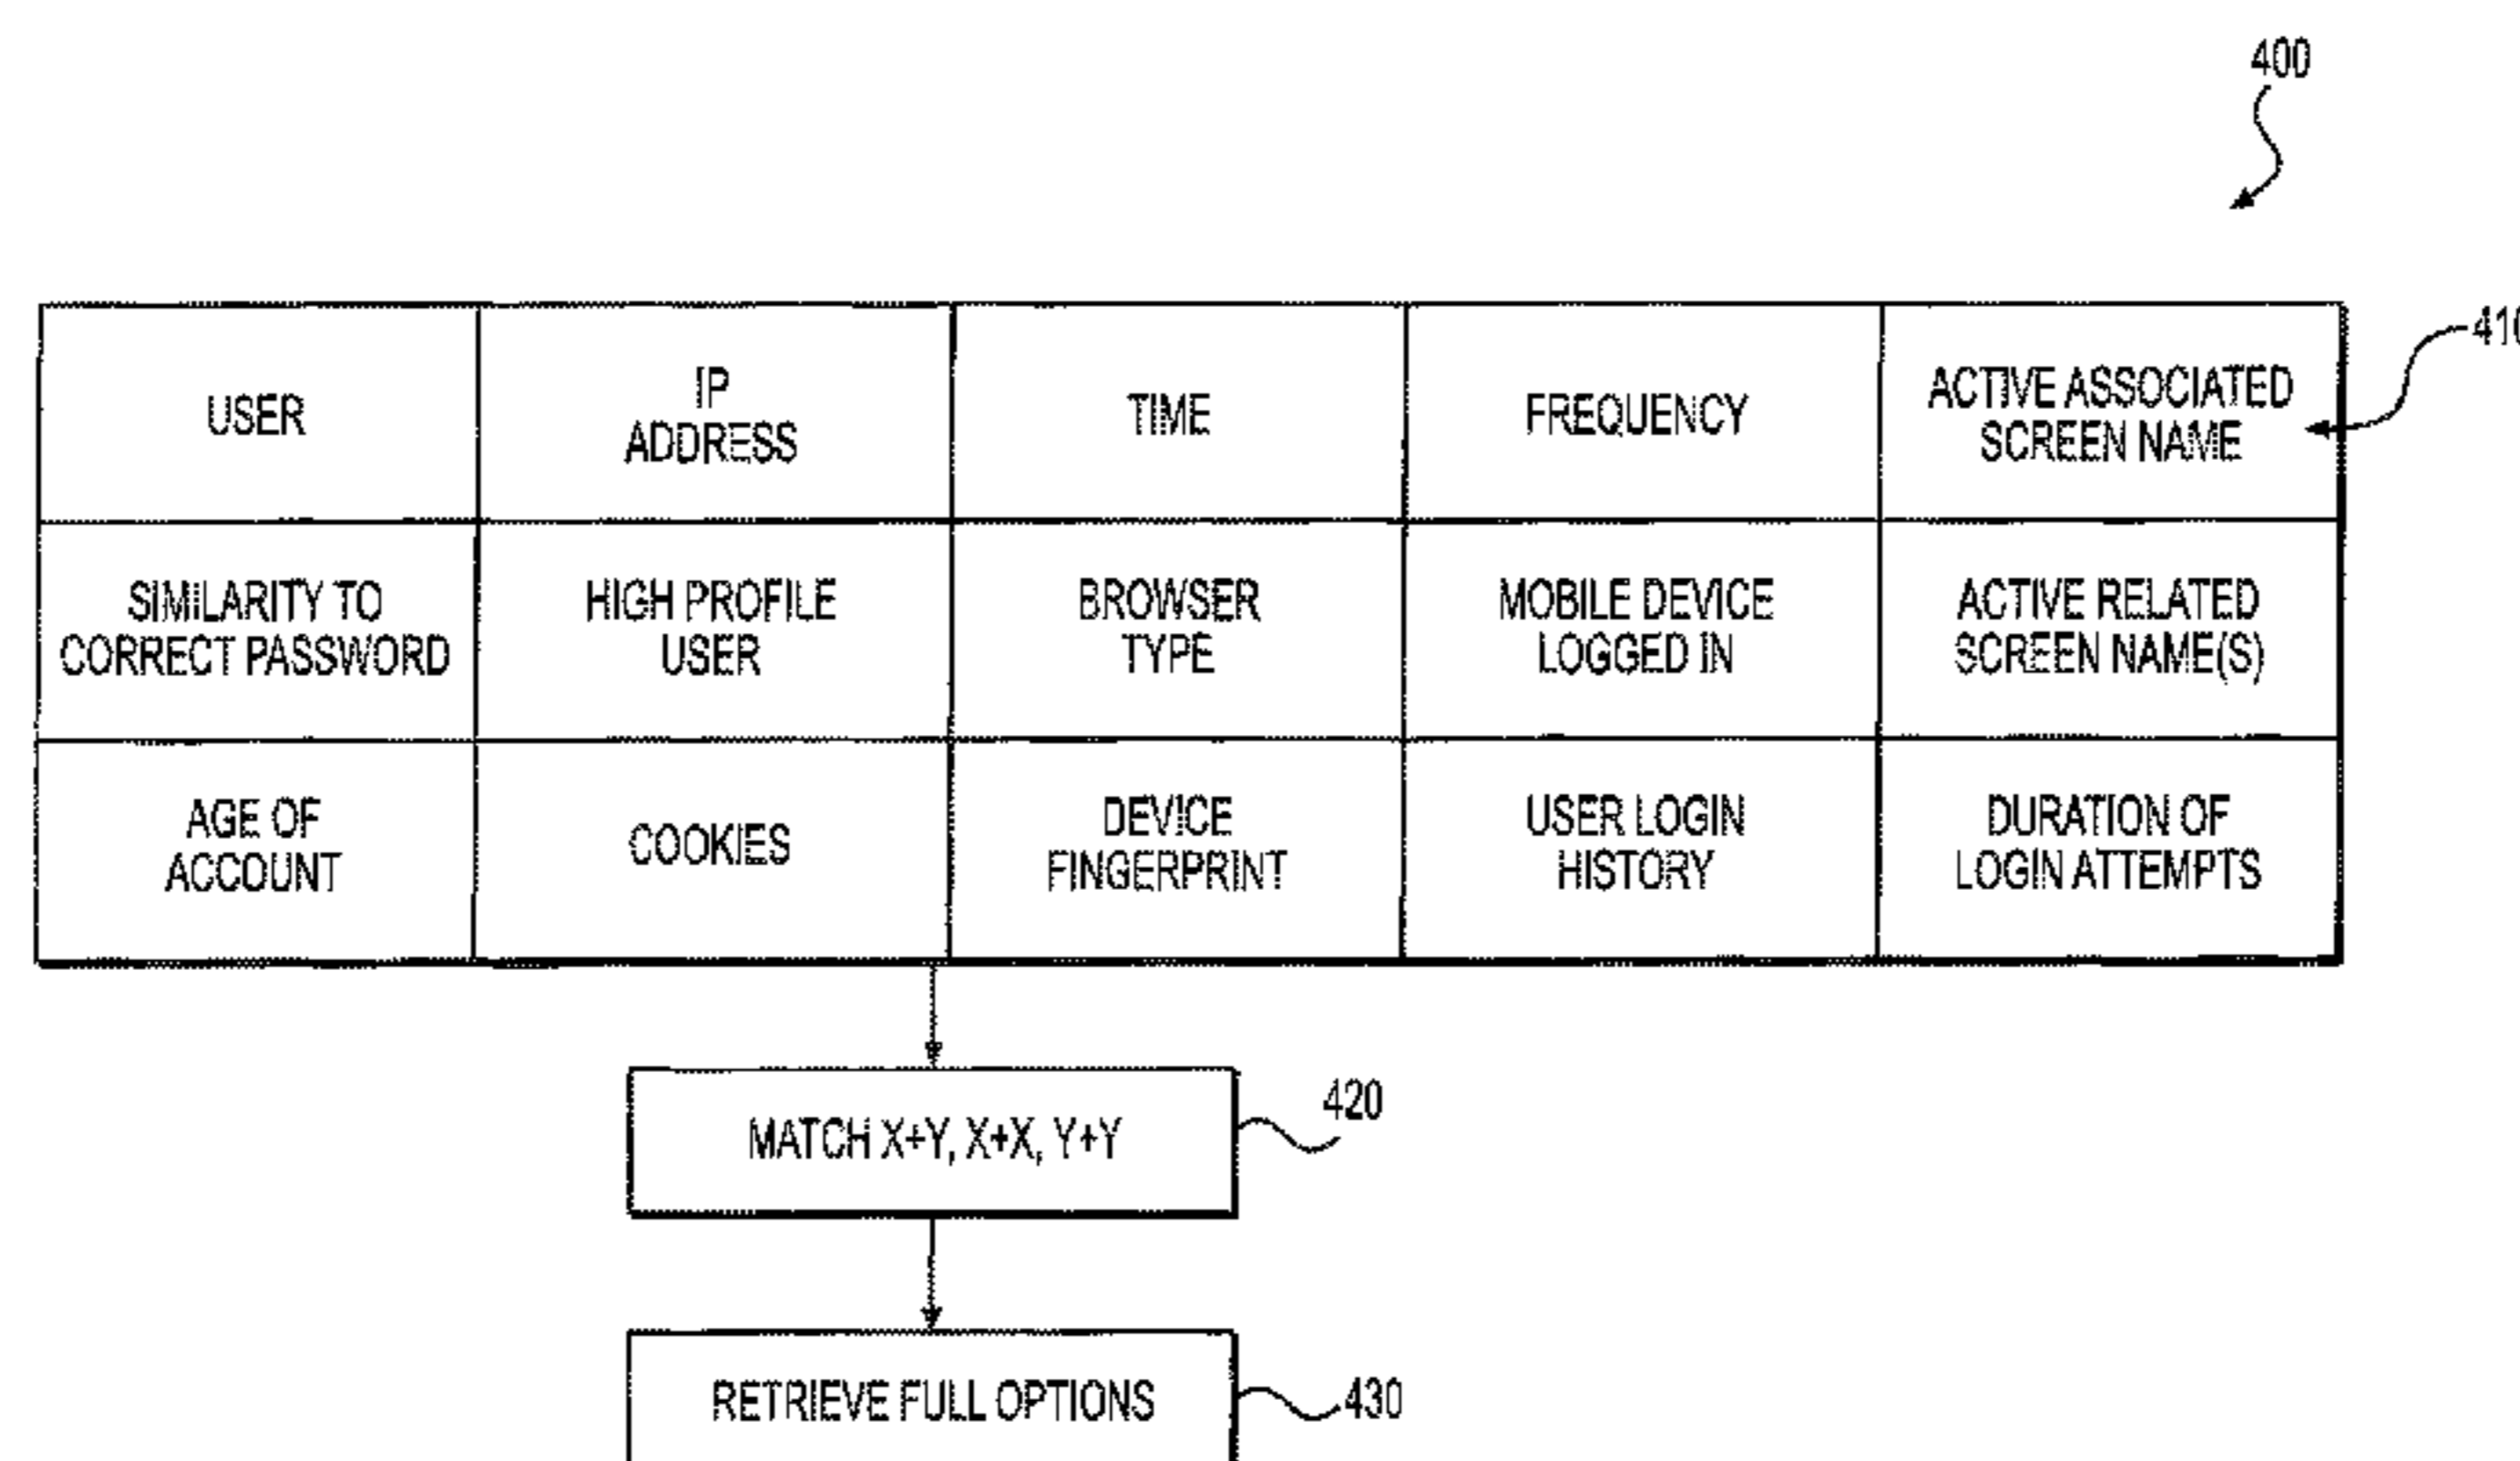 400
410
USER
IP
ADDRESS
TIME
FREQUENCY
ACTIVE ASSOCIATED
SCREEN NAME
SIMILARITY TO
CORRECT PASSWORD
HIGH PROFILE
USER
BROWSER
TYPE
MOBILE DEVICE
LOGGED IN
ACTIVE RELATED
SCREEN NAME(S)
AGE OF
ACCOUNT
COOKIES
DEVICE
FINGERPRINT
USER LOGIN
HISTORY
DURATION OF
LOGIN ATTEMPTS
MATCH X+Y, X+X, Y+Y
420
RETRIEVE FULL OPTIONS
430